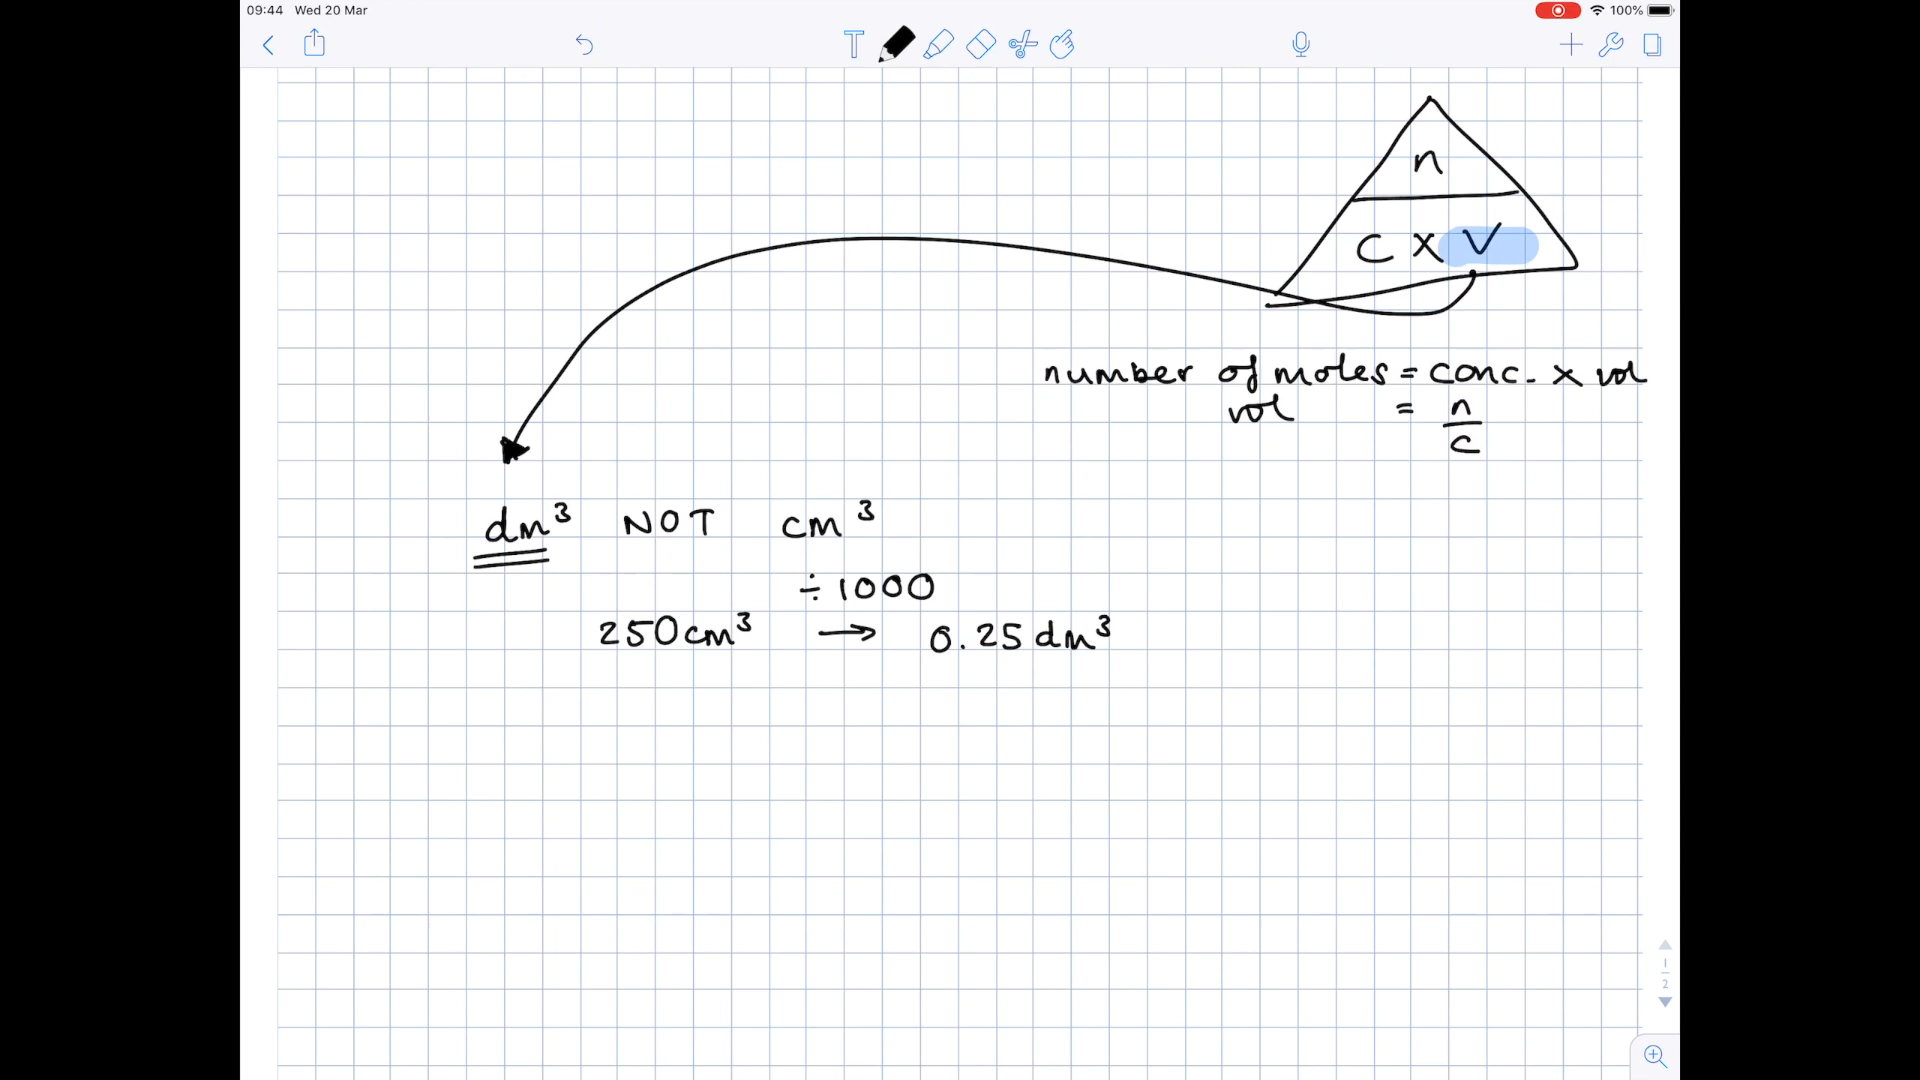 09:44 Wed 20 Mar
100%
T
n
C x V
number of moles = conc. x vol
vol = n
c
dm³ NOT cm³
÷ 1000
250cm³ → 0.25 dm³
1
2